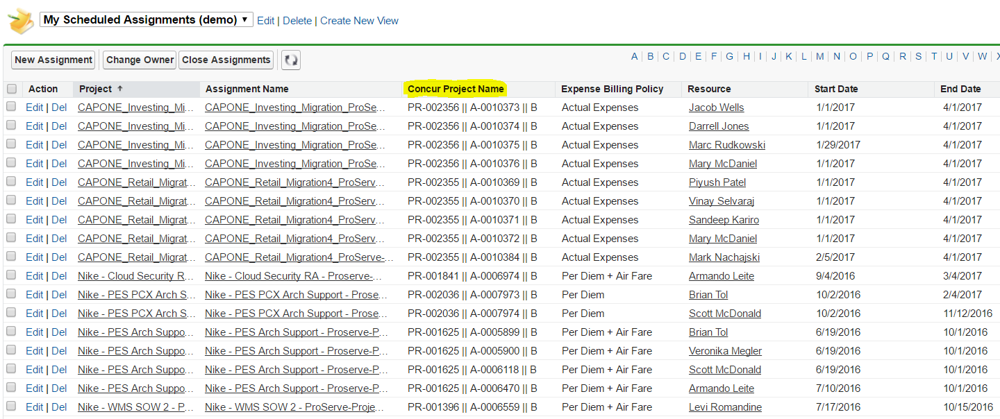 My Scheduled Assignments (demo) ▼ Edit | Delete | Create New View
New Assignment Change Owner Close Assignments A | B | C | D | E | F | G | H | I | J | K | L | M | N | O | P | Q | R | S | T | U | V | W | X
Action Project ↑ Assignment Name Concur Project Name Expense Billing Policy Resource Start Date End Date
Edit | Del CAPONE_Investing_Mi… CAPONE_Investing_Migration_ProSe… PR-002356 || A-0010373 || B Actual Expenses Jacob Wells 1/1/2017 4/1/2017
Edit | Del CAPONE_Investing_Mi… CAPONE_Investing_Migration_ProSe… PR-002356 || A-0010374 || B Actual Expenses Darrell Jones 1/1/2017 4/1/2017
Edit | Del CAPONE_Investing_Mi… CAPONE_Investing_Migration_ProSe… PR-002356 || A-0010375 || B Actual Expenses Marc Rudkowski 1/29/2017 4/1/2017
Edit | Del CAPONE_Investing_Mi… CAPONE_Investing_Migration_ProSe… PR-002356 || A-0010376 || B Actual Expenses Mary McDaniel 1/1/2017 4/1/2017
Edit | Del CAPONE_Retail_Migrat… CAPONE_Retail_Migration4_ProServ… PR-002355 || A-0010369 || B Actual Expenses Piyush Patel 1/1/2017 4/1/2017
Edit | Del CAPONE_Retail_Migrat… CAPONE_Retail_Migration4_ProServ… PR-002355 || A-0010370 || B Actual Expenses Vinay Selvaraj 1/1/2017 4/1/2017
Edit | Del CAPONE_Retail_Migrat… CAPONE_Retail_Migration4_ProServ… PR-002355 || A-0010371 || B Actual Expenses Sandeep Kariro 1/1/2017 4/1/2017
Edit | Del CAPONE_Retail_Migrat… CAPONE_Retail_Migration4_ProServ… PR-002355 || A-0010372 || B Actual Expenses Mary McDaniel 1/1/2017 4/1/2017
Edit | Del CAPONE_Retail_Migrat… CAPONE_Retail_Migration4_ProServe-… PR-002355 || A-0010384 || B Actual Expenses Mark Nachajski 2/5/2017 4/1/2017
Edit | Del Nike - Cloud Security R… Nike - Cloud Security RA - Proserve-… PR-001841 || A-0006974 || B Per Diem + Air Fare Armando Leite 9/4/2016 3/4/2017
Edit | Del Nike - PES PCX Arch S… Nike - PES PCX Arch Support - Prose… PR-002036 || A-0007973 || B Per Diem Brian Tol 10/2/2016 2/4/2017
Edit | Del Nike - PES PCX Arch S… Nike - PES PCX Arch Support - Prose… PR-002036 || A-0007974 || B Per Diem Scott McDonald 10/2/2016 11/12/2016
Edit | Del Nike - PES Arch Suppo… Nike - PES Arch Support - Proserve-P… PR-001625 || A-0005899 || B Per Diem + Air Fare Brian Tol 6/19/2016 10/1/2016
Edit | Del Nike - PES Arch Suppo… Nike - PES Arch Support - Proserve-P… PR-001625 || A-0005900 || B Per Diem + Air Fare Veronika Megler 6/19/2016 10/1/2016
Edit | Del Nike - PES Arch Suppo… Nike - PES Arch Support - Proserve-P… PR-001625 || A-0006118 || B Per Diem + Air Fare Scott McDonald 6/19/2016 10/1/2016
Edit | Del Nike - PES Arch Suppo… Nike - PES Arch Support - Proserve-P… PR-001625 || A-0006470 || B Per Diem + Air Fare Armando Leite 7/10/2016 10/1/2016
Edit | Del Nike - WMS SOW 2 - P… Nike - WMS SOW 2 - ProServe-Proje… PR-001396 || A-0006559 || B Per Diem + Air Fare Levi Romandine 7/17/2016 10/15/2016